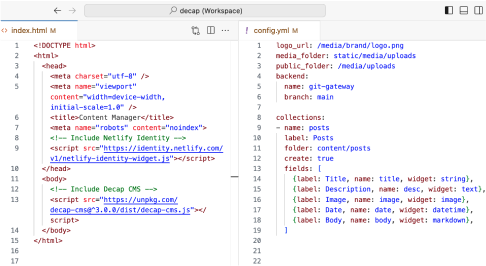 decap (Workspace)
index.html M
1 <!DOCTYPE html>
2 <html>
3 <head>
4 <meta charset="utf-8" />
5 <meta name="viewport"
content="width=device-width,
initial-scale=1.0" />
6 <title>Content Manager</title>
7 <meta name="robots" content="noindex">
8 <!-- Include Netlify Identity -->
9 <script src="https://identity.netlify.com/
v1/netlify-identity-widget.js"></script>
10 </head>
11 <body>
12 <!-- Include Decap CMS -->
13 <script src="https://unpkg.com/
decap-cms@^3.0.0/dist/decap-cms.js"></
script>
14 </body>
15 </html>
16
17
config.yml M
1 logo_url: /media/brand/logo.png
2 media_folder: static/media/uploads
3 public_folder: /media/uploads
4 backend:
5 name: git-gateway
6 branch: main
7
8 collections:
9 - name: posts
10 label: Posts
11 folder: content/posts
12 create: true
13 fields: [
14 {label: Title, name: title, widget: string},
15 {label: Description, name: desc, widget: text},
16 {label: Image, name: image, widget: image},
17 {label: Date, name: date, widget: datetime},
18 {label: Body, name: body, widget: markdown},
19 ]
20
21
22